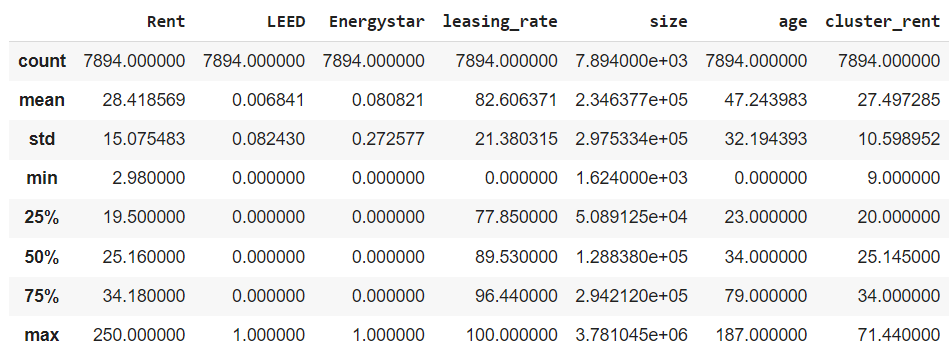 Rent LEED Energystar leasing_rate size age cluster_rent
count 7894.000000 7894.000000 7894.000000 7894.000000 7.894000e+03 7894.000000 7894.000000
mean 28.418569 0.006841 0.080821 82.606371 2.346377e+05 47.243983 27.497285
std 15.075483 0.082430 0.272577 21.380315 2.975334e+05 32.194393 10.598952
min 2.980000 0.000000 0.000000 0.000000 1.624000e+03 0.000000 9.000000
25% 19.500000 0.000000 0.000000 77.850000 5.089125e+04 23.000000 20.000000
50% 25.160000 0.000000 0.000000 89.530000 1.288380e+05 34.000000 25.145000
75% 34.180000 0.000000 0.000000 96.440000 2.942120e+05 79.000000 34.000000
max 250.000000 1.000000 1.000000 100.000000 3.781045e+06 187.000000 71.440000